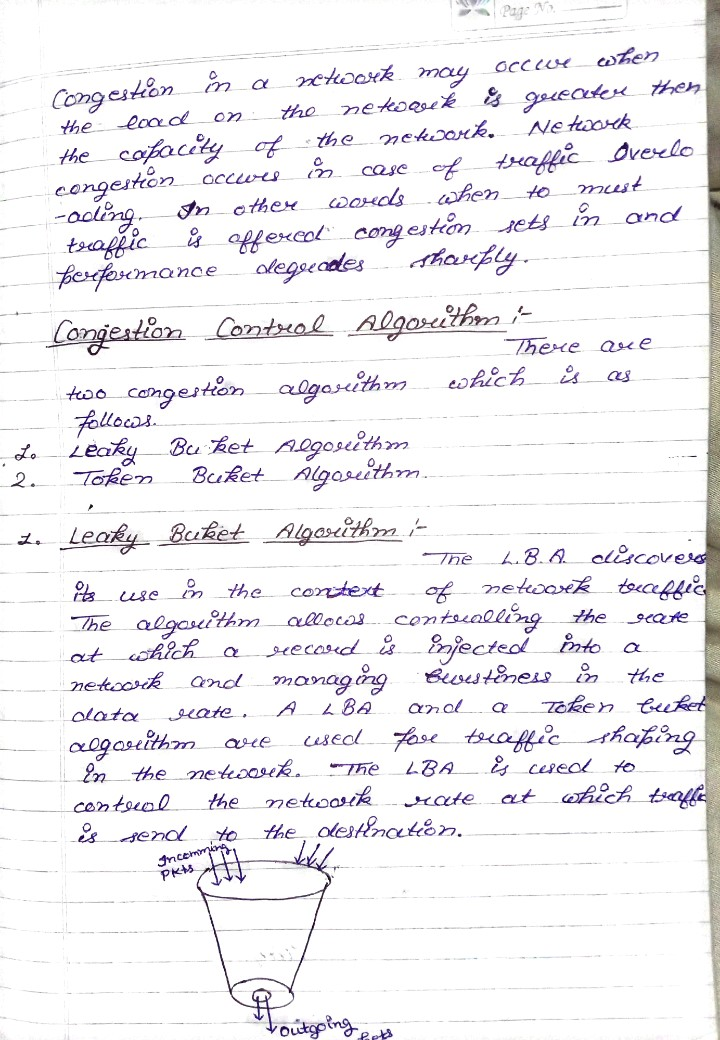 Page No.
Congestion in a network may occur when
the load on the network is greater then
the capacity of the network. Network
congestion occurs in case of traffic Overlo
-ading. In other words when to must
traffic is offered congestion sets in and
performance degrades sharply.
Congestion Control Algorithm :-
There are
two congestion algorithm which is as
follows.
1. Leaky Buket Algorithm
2. Token Buket Algorithm.
1. Leaky Buket Algorithm :-
The L.B.A. discovers
its use in the context of network traffic
The algorithm allows controlling the rate
at which a record is injected into a
network and managing burstiness in the
data rate. A LBA and a Token buket
algorithm are used for traffic shaping
in the network. The LBA is used to
control the network rate at which traffic
is send to the destination.
Incomming
Pkts
Outgoing